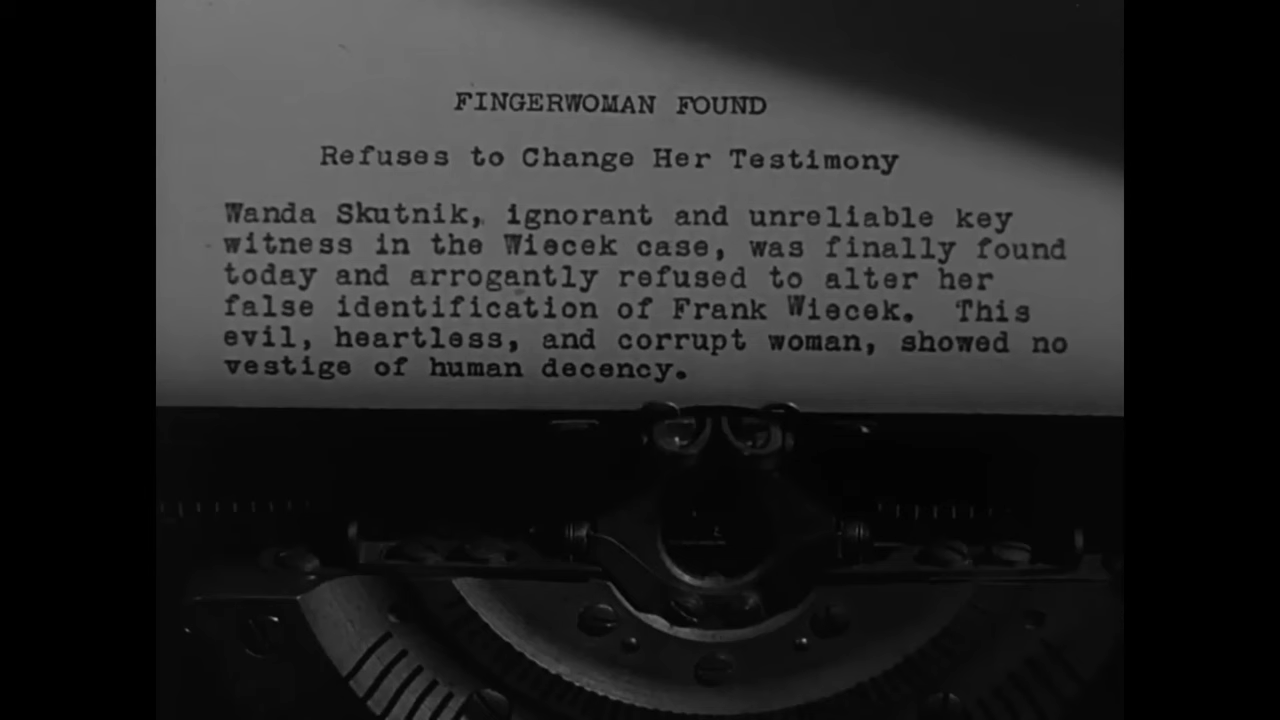 FINGERWOMAN FOUND
Refuses to Change Her Testimony
Wanda Skutnik, ignorant and unreliable key
witness in the Wiecek case, was finally found
today and arrogantly refused to alter her
false identification of Frank Wiecek. This
evil, heartless, and corrupt woman, showed no
vestige of human decency.